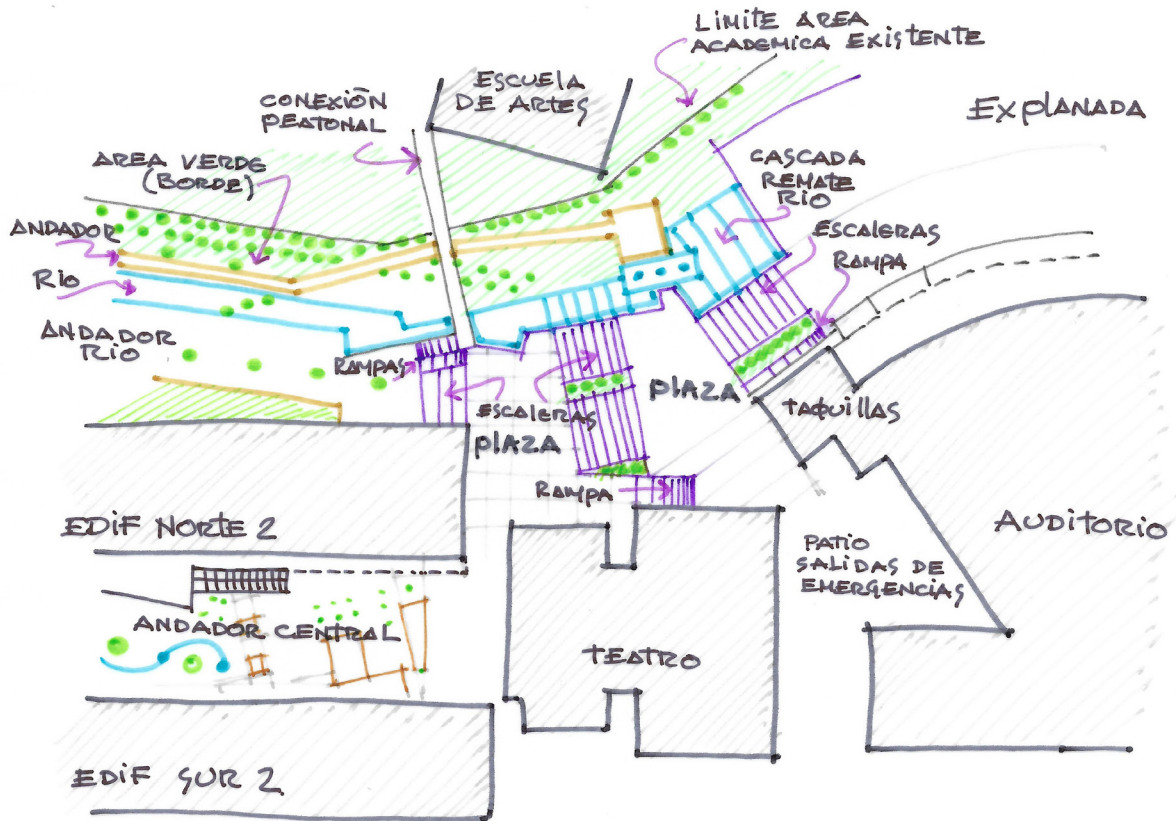 LIMITE AREA
ACADEMICA EXISTENTE
ESCUELA
DE ARTES
CONEXIÓN
PEATONAL
EXPLANADA
AREA VERDE
(BORDE)
CASCADA
REMATE
RIO
ANDADOR
ESCALERAS
RAMPA
RIO
ANDADOR
RIO
RAMPAS
PLAZA
TAQUILLAS
ESCALERAS
PLAZA
RAMPA
EDIF NORTE 2
AUDITORIO
PATIO
SALIDAS DE
EMERGENCIAS
ANDADOR CENTRAL
TEATRO
EDIF SUR 2